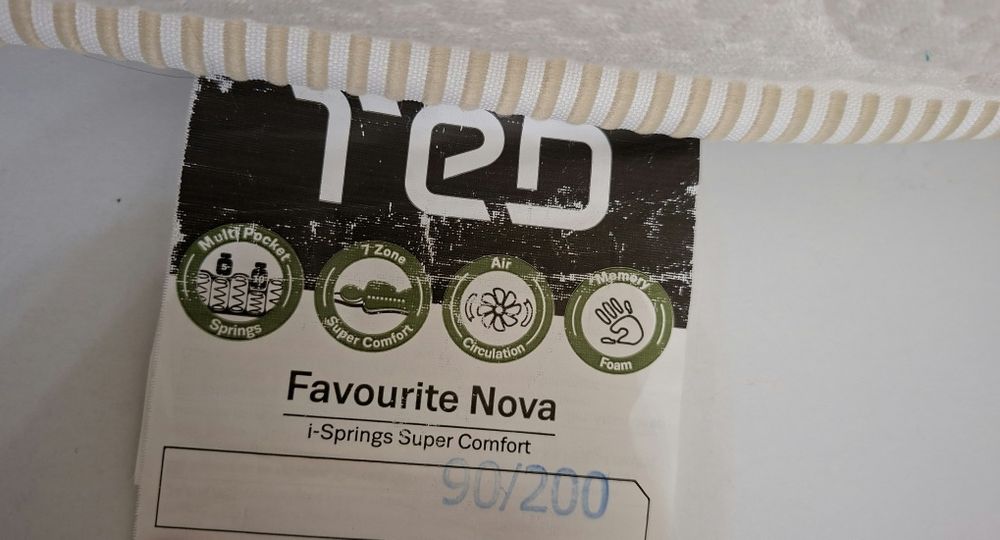 Ted
Multi Pocket
Springs
7 Zone
Super Comfort
Air
Circulation
Memory
Foam
Favourite Nova
i-Springs Super Comfort
90/200